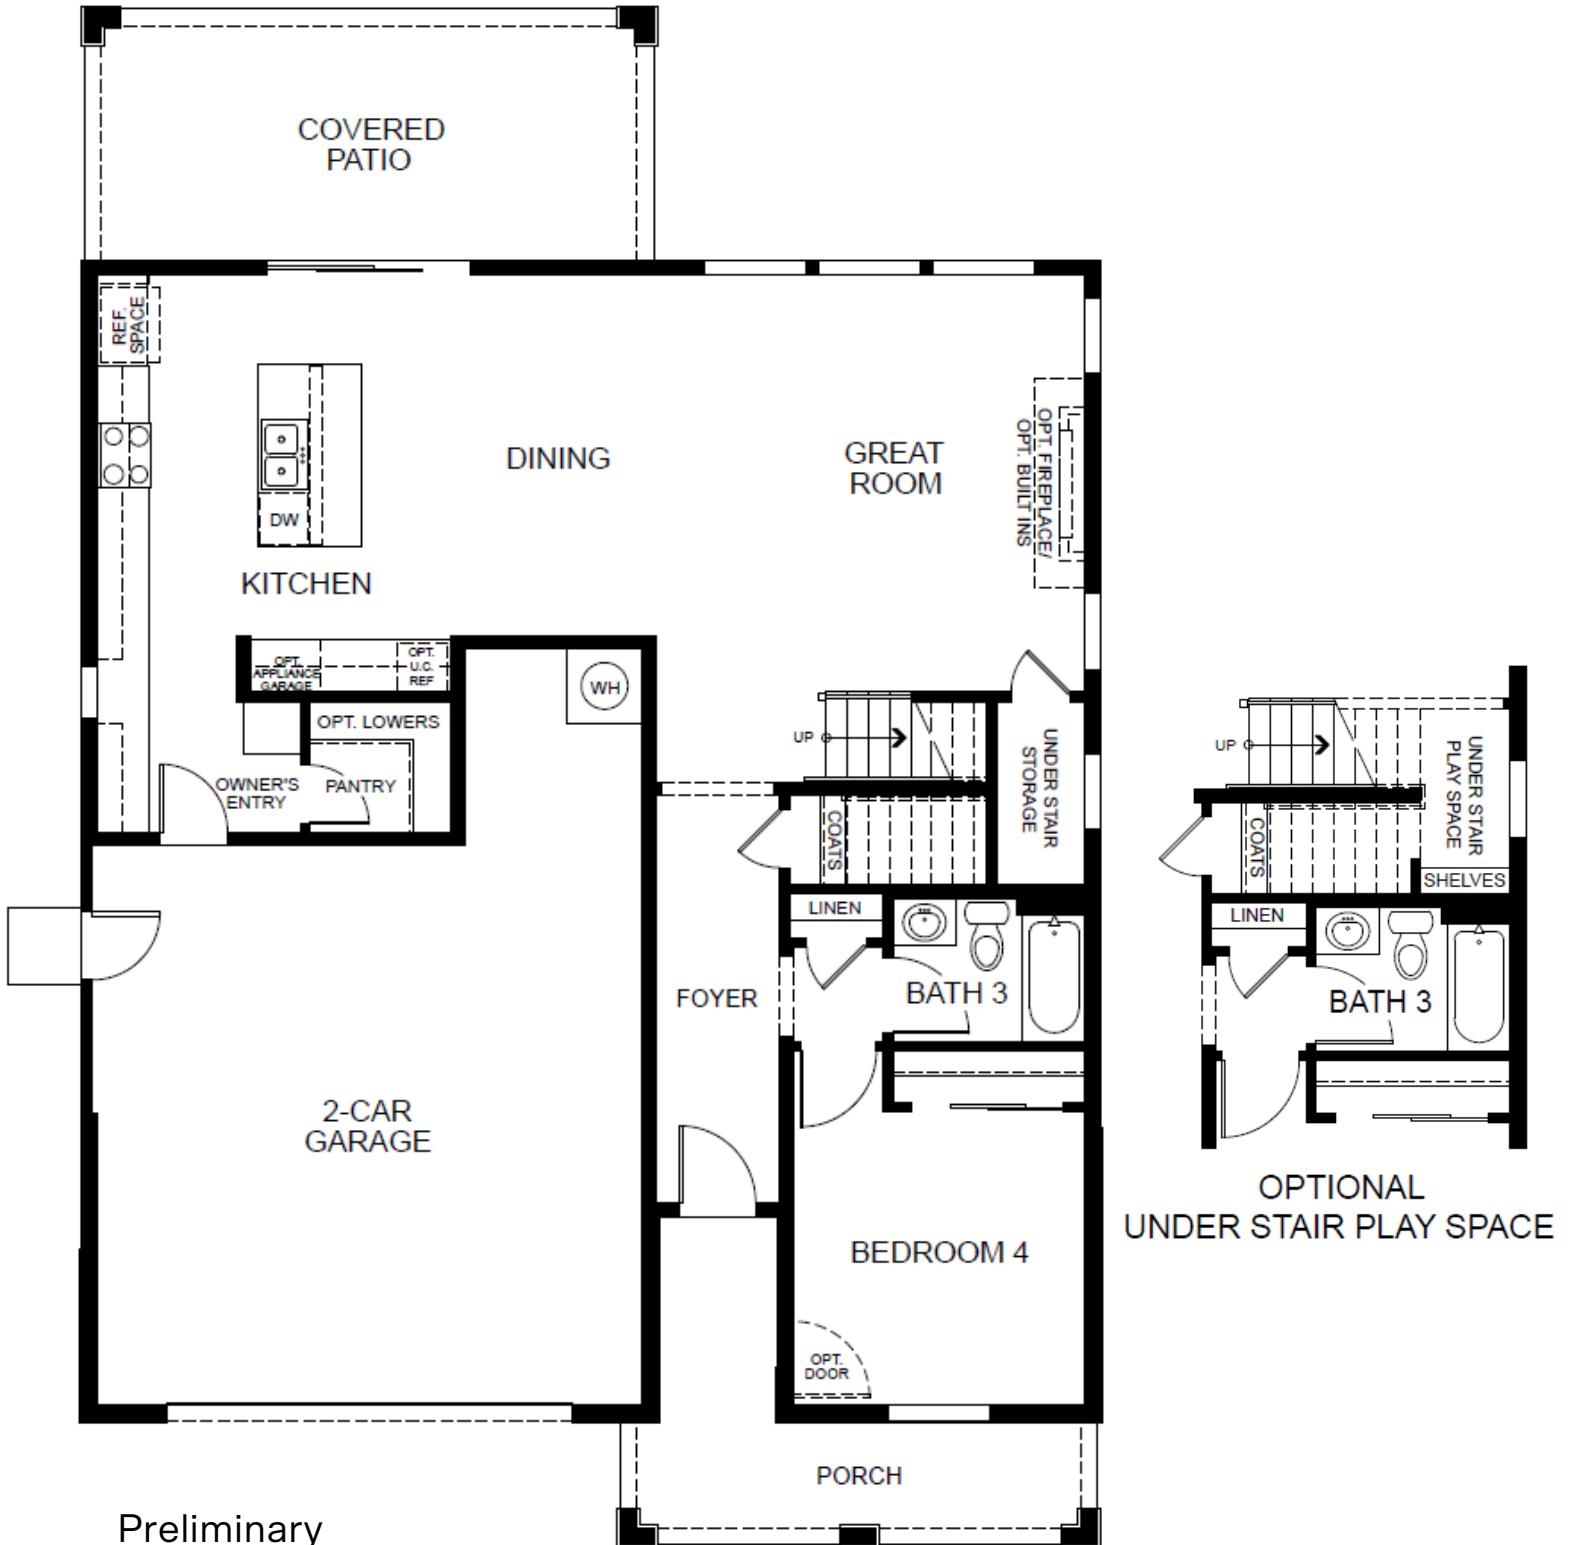 COVERED
PATIO
REF.
SPACE
DINING
GREAT
ROOM
OPT. FIREPLACE/
OPT. BUILT INS
DW
KITCHEN
OPT.
APPLIANCE
GARAGE
OPT.
U.C.
REF
WH
OPT. LOWERS
OWNER'S
ENTRY
PANTRY
UP
UNDER STAIR
STORAGE
COATS
LINEN
BATH 3
FOYER
2-CAR
GARAGE
BEDROOM 4
OPT.
DOOR
PORCH
Preliminary
UP
UNDER STAIR
PLAY SPACE
COATS
SHELVES
LINEN
BATH 3
OPTIONAL
UNDER STAIR PLAY SPACE